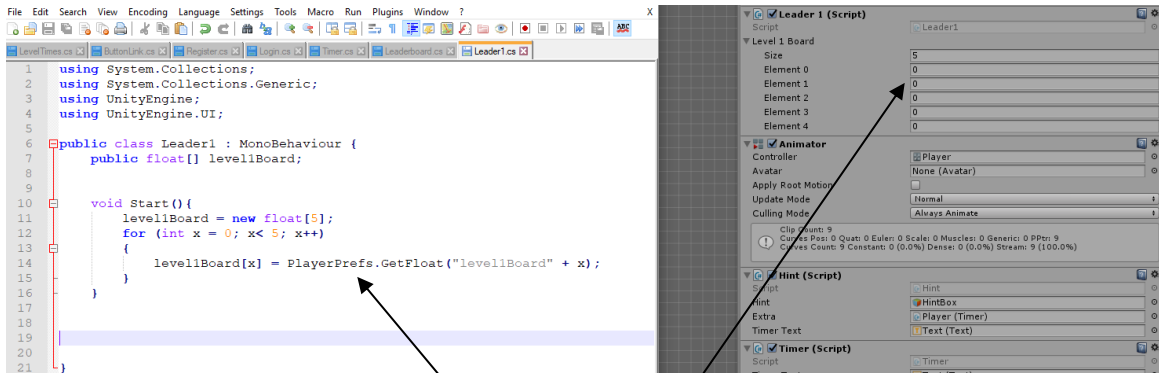 File Edit Search View Encoding Language Settings Tools Macro Run Plugins Window ? X
ABC
LevelTimes.cs ButtonLink.cs Register.cs Login.cs Timer.cs Leaderboard.cs Leader1.cs
1 using System.Collections;
2 using System.Collections.Generic;
3 using UnityEngine;
4 using UnityEngine.UI;
5
6 public class Leader1 : MonoBehaviour {
7 public float[] level1Board;
8
9
10 void Start(){
11 level1Board = new float[5];
12 for (int x = 0; x< 5; x++)
13 {
14 level1Board[x] = PlayerPrefs.GetFloat("level1Board" + x);
15 }
16 }
17
18
19
20
21 }
Leader 1 (Script)
Script Leader1
Level 1 Board
Size 5
Element 0 0
Element 1 0
Element 2 0
Element 3 0
Element 4 0
Animator
Controller Player
Avatar None (Avatar)
Apply Root Motion
Update Mode Normal
Culling Mode Always Animate
Clip Count: 9
Curves Pos: 0 Quat: 0 Euler: 0 Scale: 0 Muscles: 0 Generic: 0 PPtr: 9
Curves Count: 9 Constant: 0 (0.0%) Dense: 0 (0.0%) Stream: 9 (100.0%)
Hint (Script)
Script Hint
Hint HintBox
Extra Player (Timer)
Timer Text Text (Text)
Timer (Script)
Script Timer